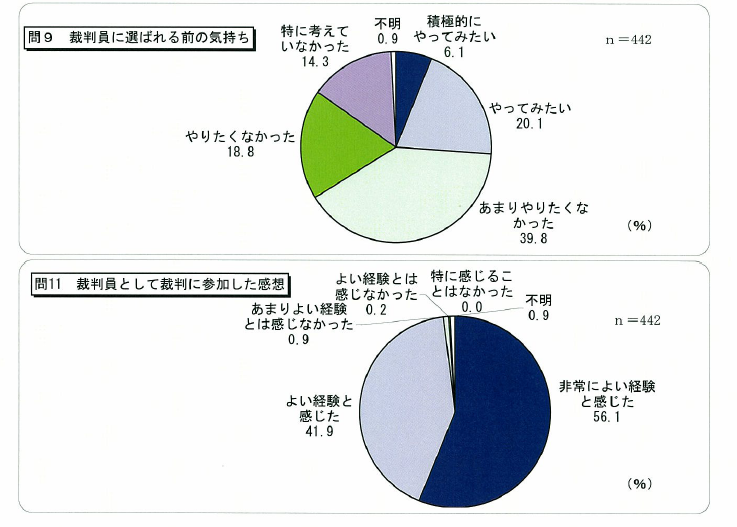 問９　裁判員に選ばれる前の気持ち
ｎ＝442
不明
0.9
積極的に
やってみたい
6.1
特に考えて
いなかった
14.3
やってみたい
20.1
やりたくなかった
18.8
あまりやりたくな
かった
39.8
（％）
問11　裁判員として裁判に参加した感想
ｎ＝442
よい経験とは
感じなかった
0.2
特に感じるこ
とはなかった
0.0
不明
0.9
あまりよい経験
とは感じなかった
0.9
非常によい経験
と感じた
56.1
よい経験と
感じた
41.9
（％）